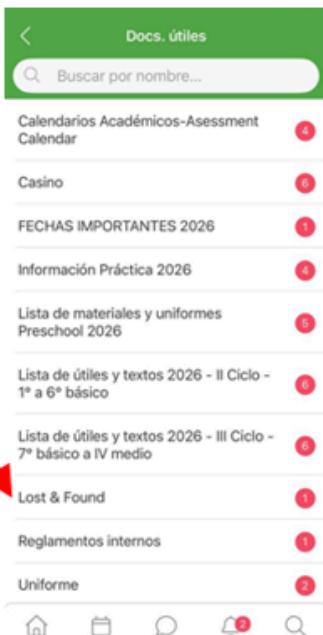 Docs. útiles
Buscar por nombre...
Calendarios Académicos-Asessment
Calendar
4
Casino
6
FECHAS IMPORTANTES 2026
1
Información Práctica 2026
4
Lista de materiales y uniformes
Preschool 2026
5
Lista de útiles y textos 2026 - II Ciclo -
1º a 6º básico
6
Lista de útiles y textos 2026 - III Ciclo -
7º básico a IV medio
6
Lost & Found
1
Reglamentos internos
1
Uniforme
2
2